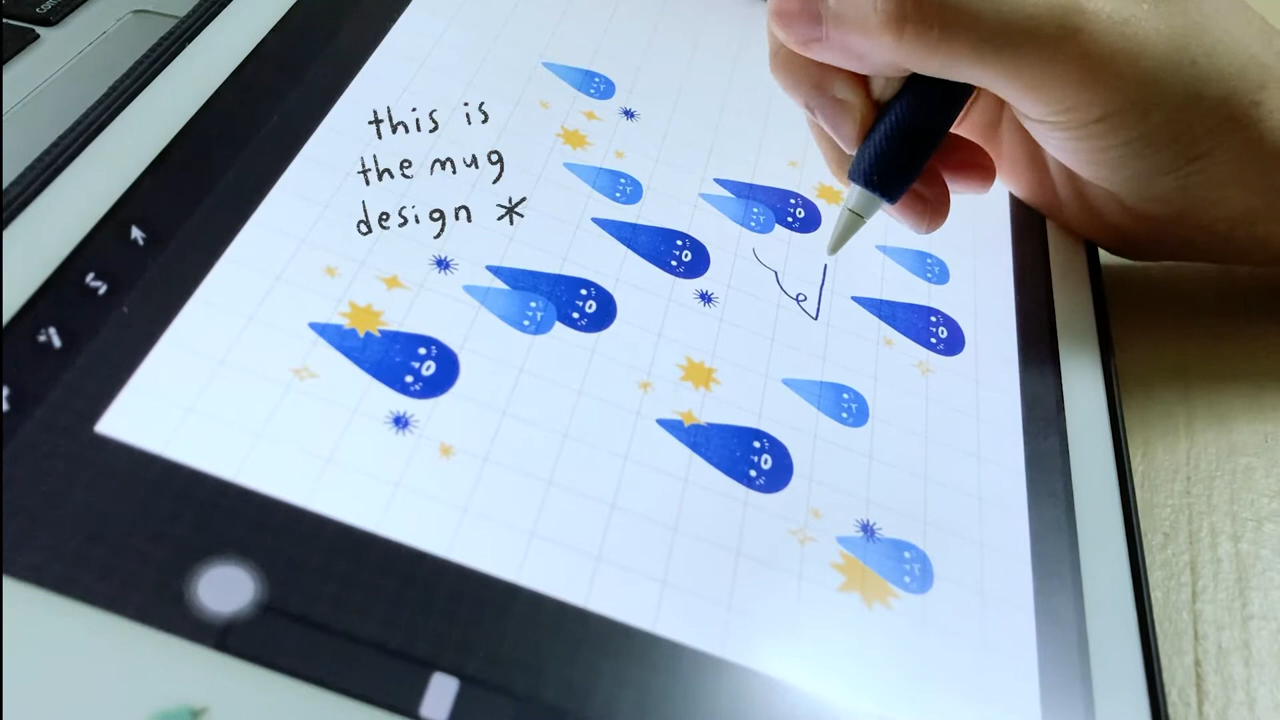 this is
the mug
design *